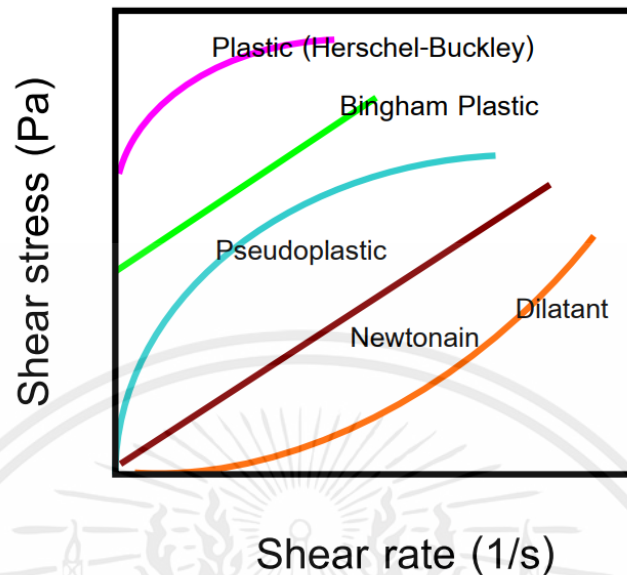 Plastic (Herschel-Buckley)
Bingham Plastic
Pseudoplastic
Dilatant
Newtonain
Shear stress (Pa)
Shear rate (1/s)